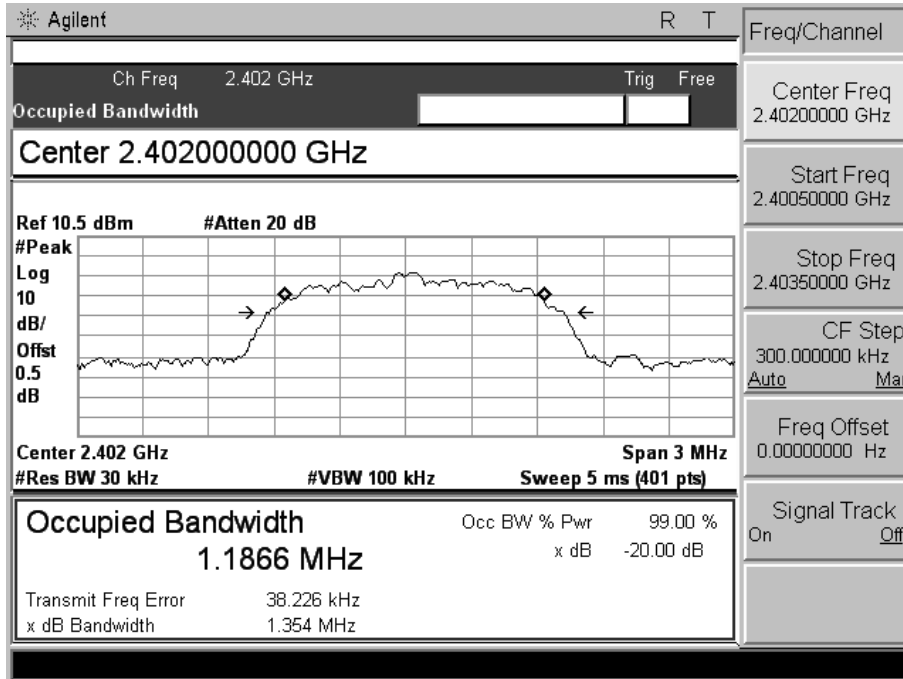 Agilent R T
Ch Freq 2.402 GHz Trig Free
Occupied Bandwidth
Center 2.402000000 GHz
Ref 10.5 dBm #Atten 20 dB
#Peak
Log
10
dB/
Offst
0.5
dB
Center 2.402 GHz Span 3 MHz
#Res BW 30 kHz #VBW 100 kHz Sweep 5 ms (401 pts)
Occupied Bandwidth Occ BW % Pwr 99.00 %
1.1866 MHz x dB -20.00 dB
Transmit Freq Error 38.226 kHz
x dB Bandwidth 1.354 MHz
Freq/Channel
Center Freq
2.40200000 GHz
Start Freq
2.40050000 GHz
Stop Freq
2.40350000 GHz
CF Step
300.000000 kHz
Auto Mar
Freq Offset
0.00000000 Hz
Signal Track
On Off